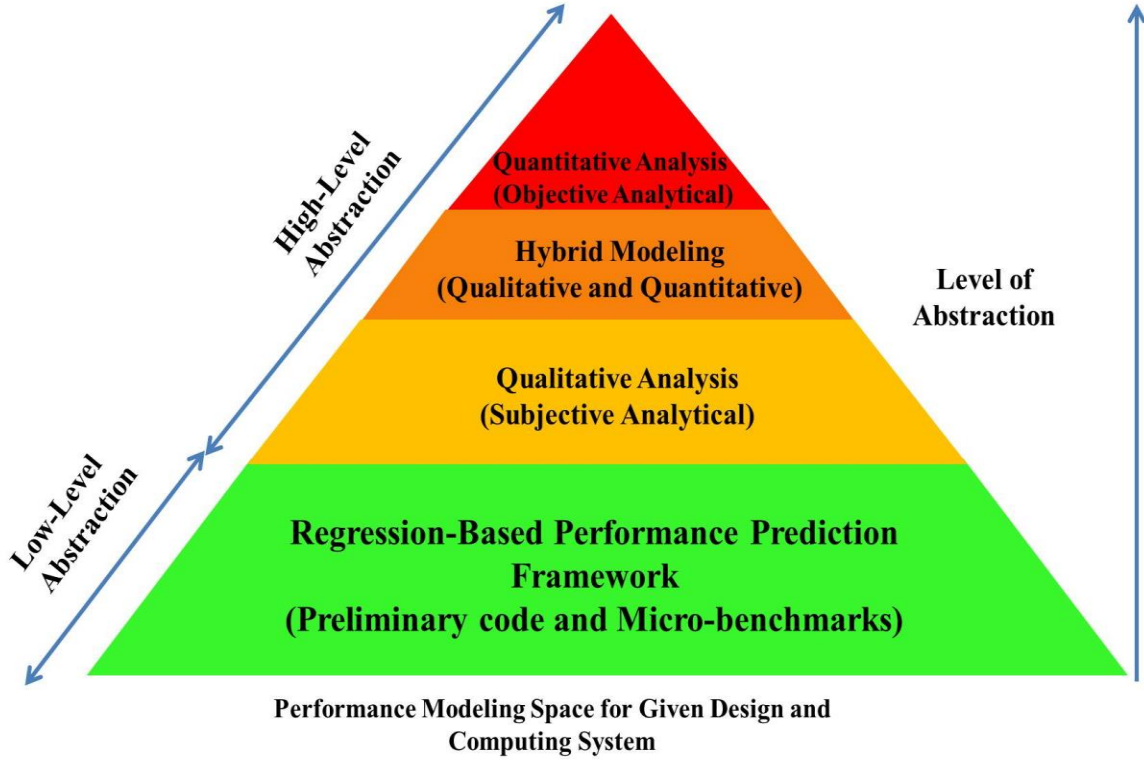 Quantitative Analysis
(Objective Analytical)
High-Level
Abstraction
Hybrid Modeling
(Qualitative and Quantitative)
Level of
Abstraction
Qualitative Analysis
(Subjective Analytical)
Low-Level
Abstraction
Regression-Based Performance Prediction
Framework
(Preliminary code and Micro-benchmarks)
Performance Modeling Space for Given Design and
Computing System